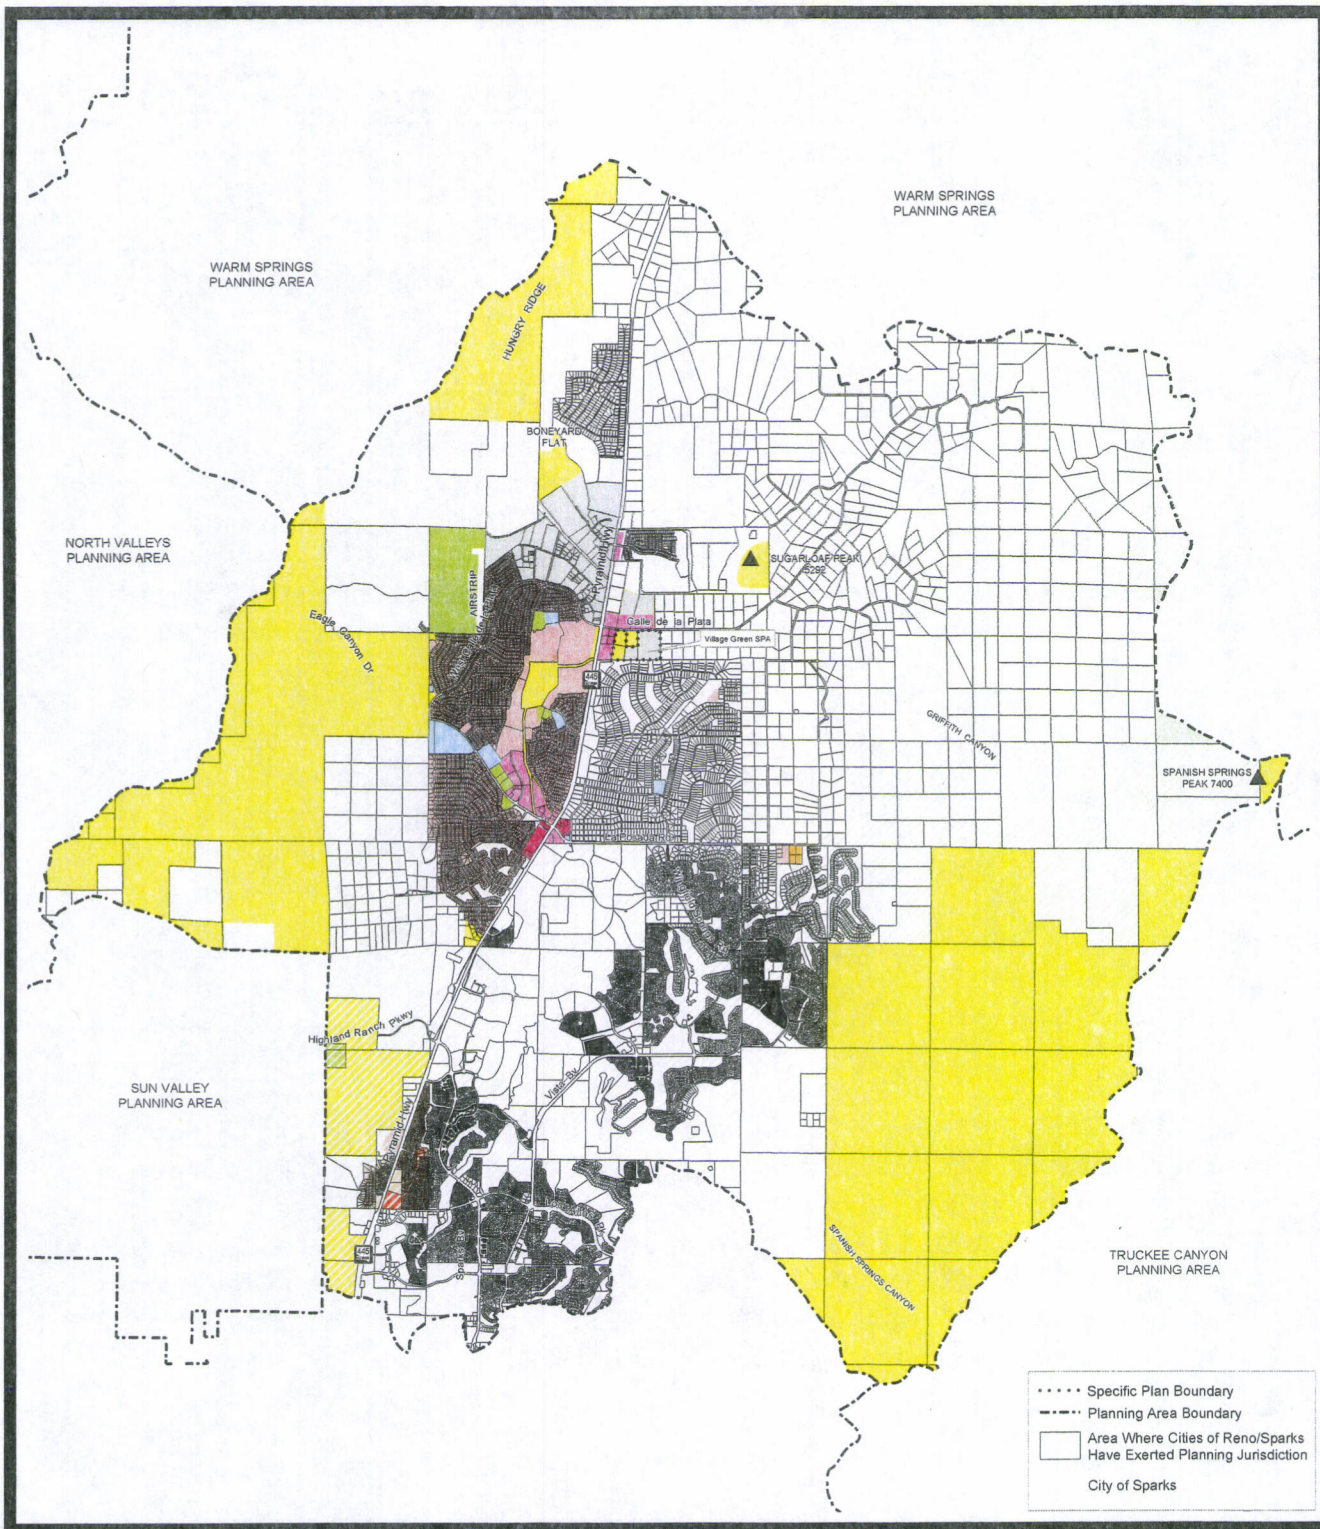 WARM SPRINGS
PLANNING AREA
WARM SPRINGS
PLANNING AREA
HUNGRY RIDGE
BONEYARD
FLAT
NORTH VALLEYS
PLANNING AREA
Pyramid Hwy
SUGARLOAF PEAK
5292
AIRSTRIP
Eagle Canyon Dr
Calle de la Plata
Village Green SPA
445
GRIFFITH CANYON
SPANISH SPRINGS
PEAK 7400
Highland Ranch Pkwy
SUN VALLEY
PLANNING AREA
Vista Bv
Pyramid Hwy
Sparks Bv
445
SPANISH SPRINGS CANYON
TRUCKEE CANYON
PLANNING AREA
Specific Plan Boundary
Planning Area Boundary
Area Where Cities of Reno/Sparks
Have Exerted Planning Jurisdiction
City of Sparks